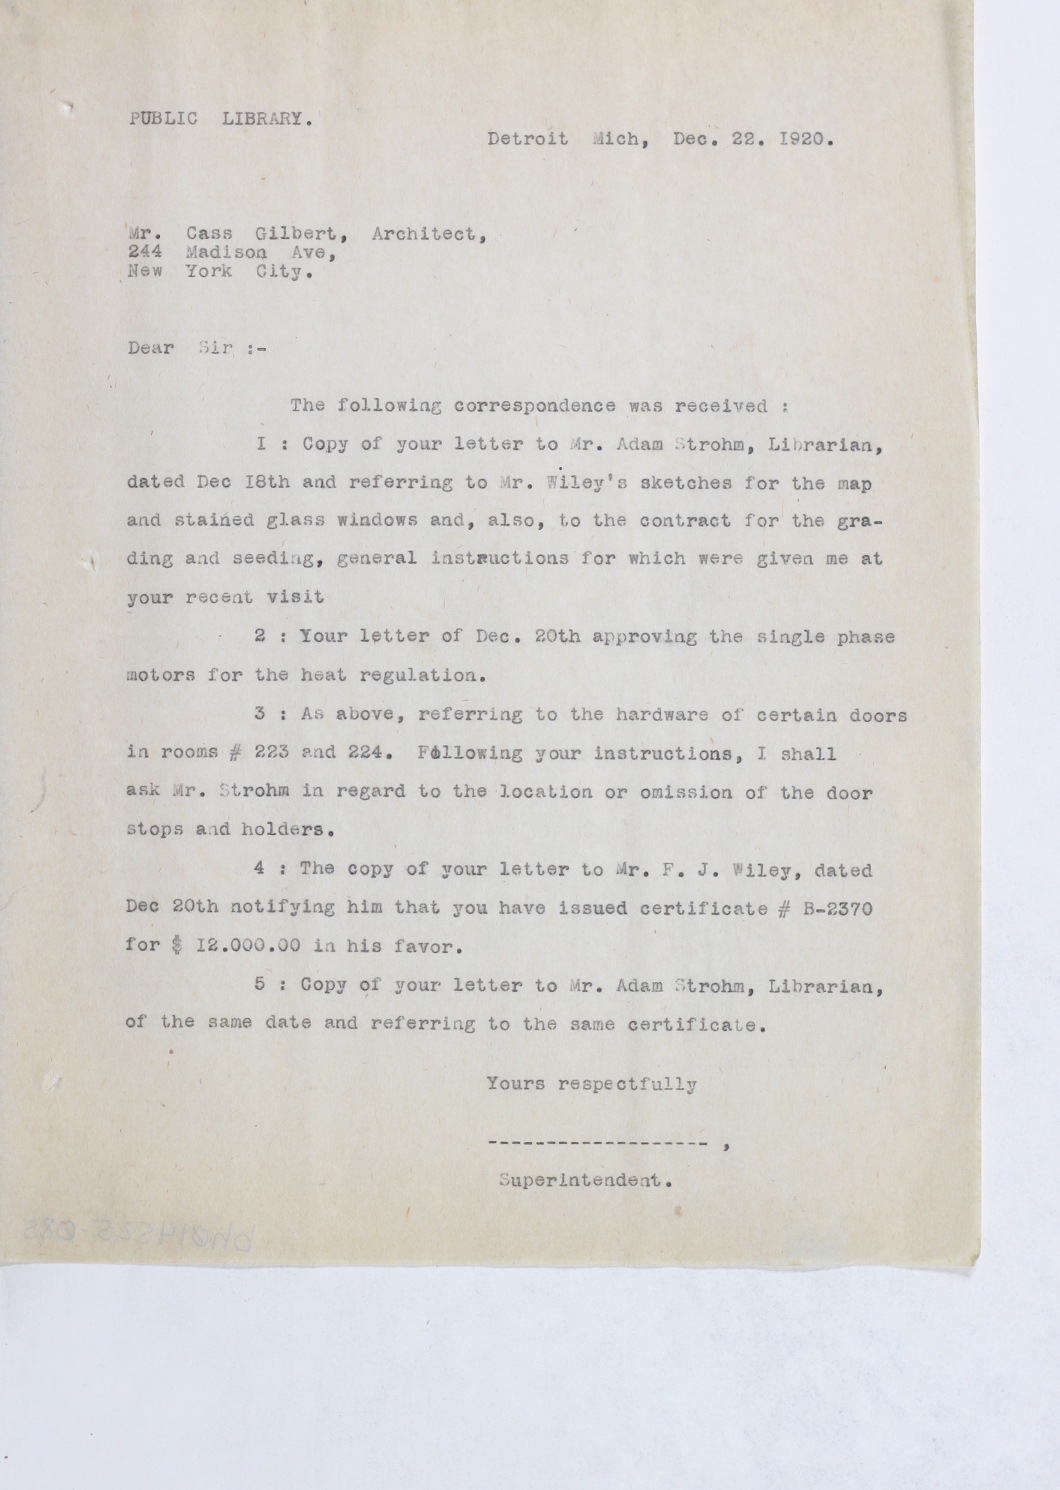 PUBLIC LIBRARY.
Detroit Mich, Dec. 22. I920.
Mr. Cass Gilbert, Architect,
244 Madison Ave,
New York City.
Dear Sir :-
The following correspondence was received :
I : Copy of your letter to Mr. Adam Strohm, Librarian,
dated Dec I8th and referring to Mr. Wiley's sketches for the map
and stained glass windows and, also, to the contract for the gra-
ding and seeding, general instructions for which were given me at
your recent visit
2 : Your letter of Dec. 20th approving the single phase
motors for the heat regulation.
3 : As above, referring to the hardware of certain doors
in rooms # 223 and 224. Following your instructions, I shall
ask Mr. Strohm in regard to the location or omission of the door
stops and holders.
4 : The copy of your letter to Mr. F. J. Wiley, dated
Dec 20th notifying him that you have issued certificate # B-2370
for $ I2.000.00 in his favor.
5 : Copy of your letter to Mr. Adam Strohm, Librarian,
of the same date and referring to the same certificate.
Yours respectfully
------------------- ,
Superintendent.